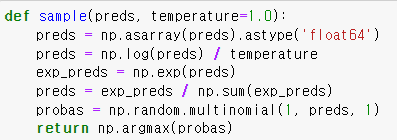 def sample(preds, temperature=1.0):
    preds = np.asarray(preds).astype('float64')
    preds = np.log(preds) / temperature
    exp_preds = np.exp(preds)
    preds = exp_preds / np.sum(exp_preds)
    probas = np.random.multinomial(1, preds, 1)
    return np.argmax(probas)